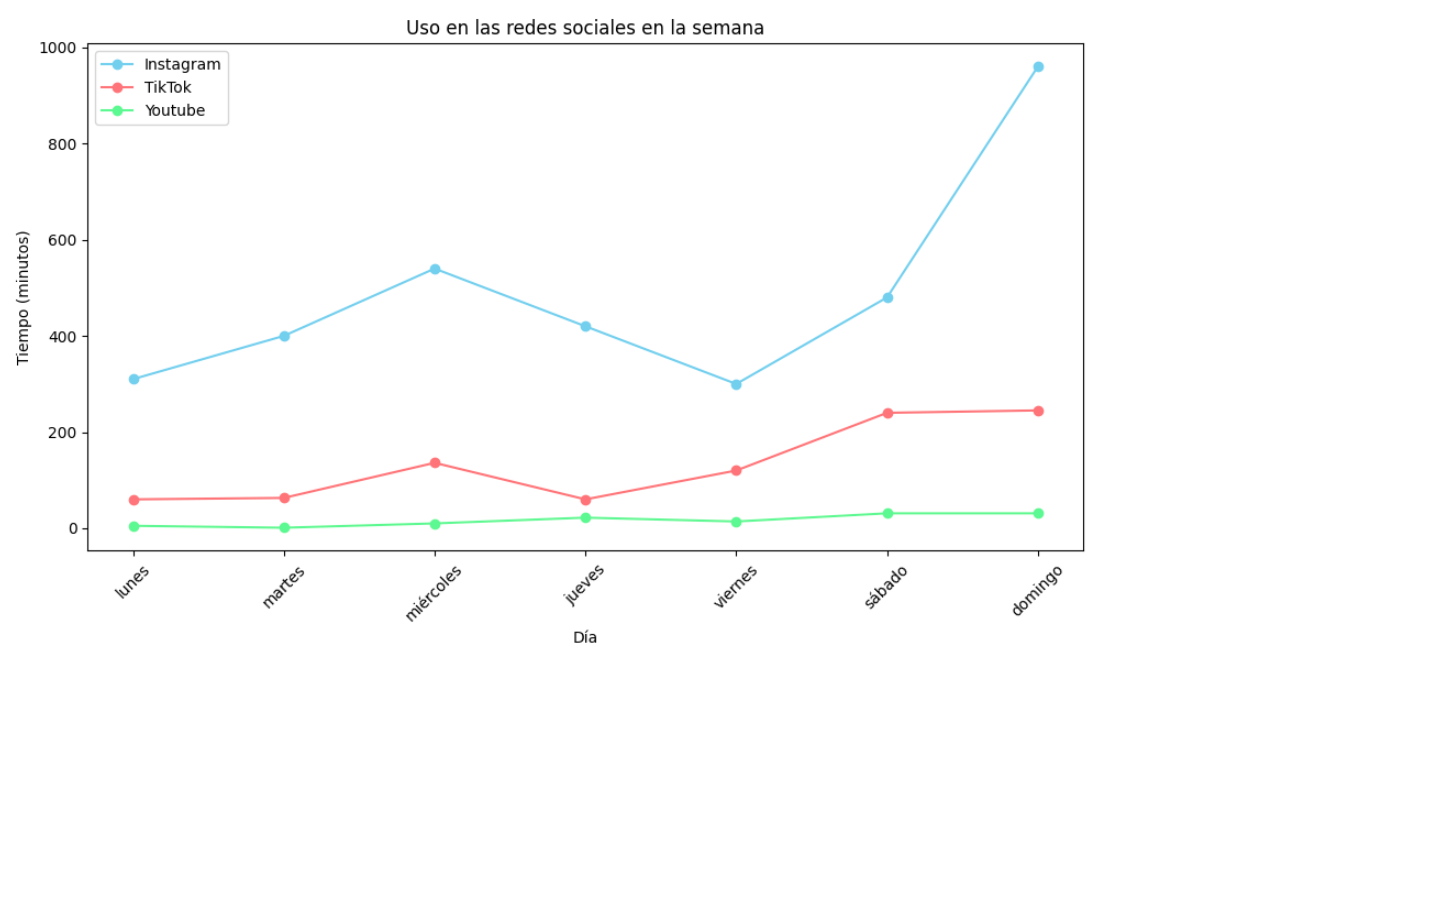 Uso en las redes sociales en la semana
Instagram
TikTok
Youtube
1000
800
600
400
200
0
Tiempo (minutos)
lunes
martes
miércoles
jueves
viernes
sábado
domingo
Día